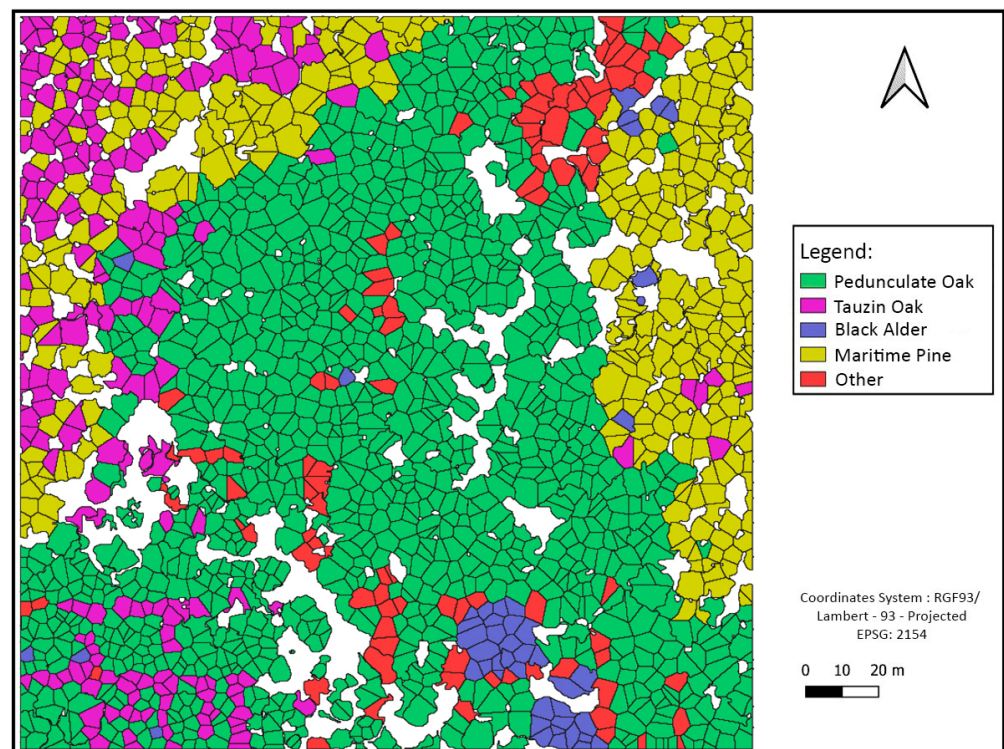 Legend:
Pedunculate Oak
Tauzin Oak
Black Alder
Maritime Pine
Other
Coordinates System : RGF93/
Lambert - 93 - Projected
EPSG: 2154
0 10 20 m